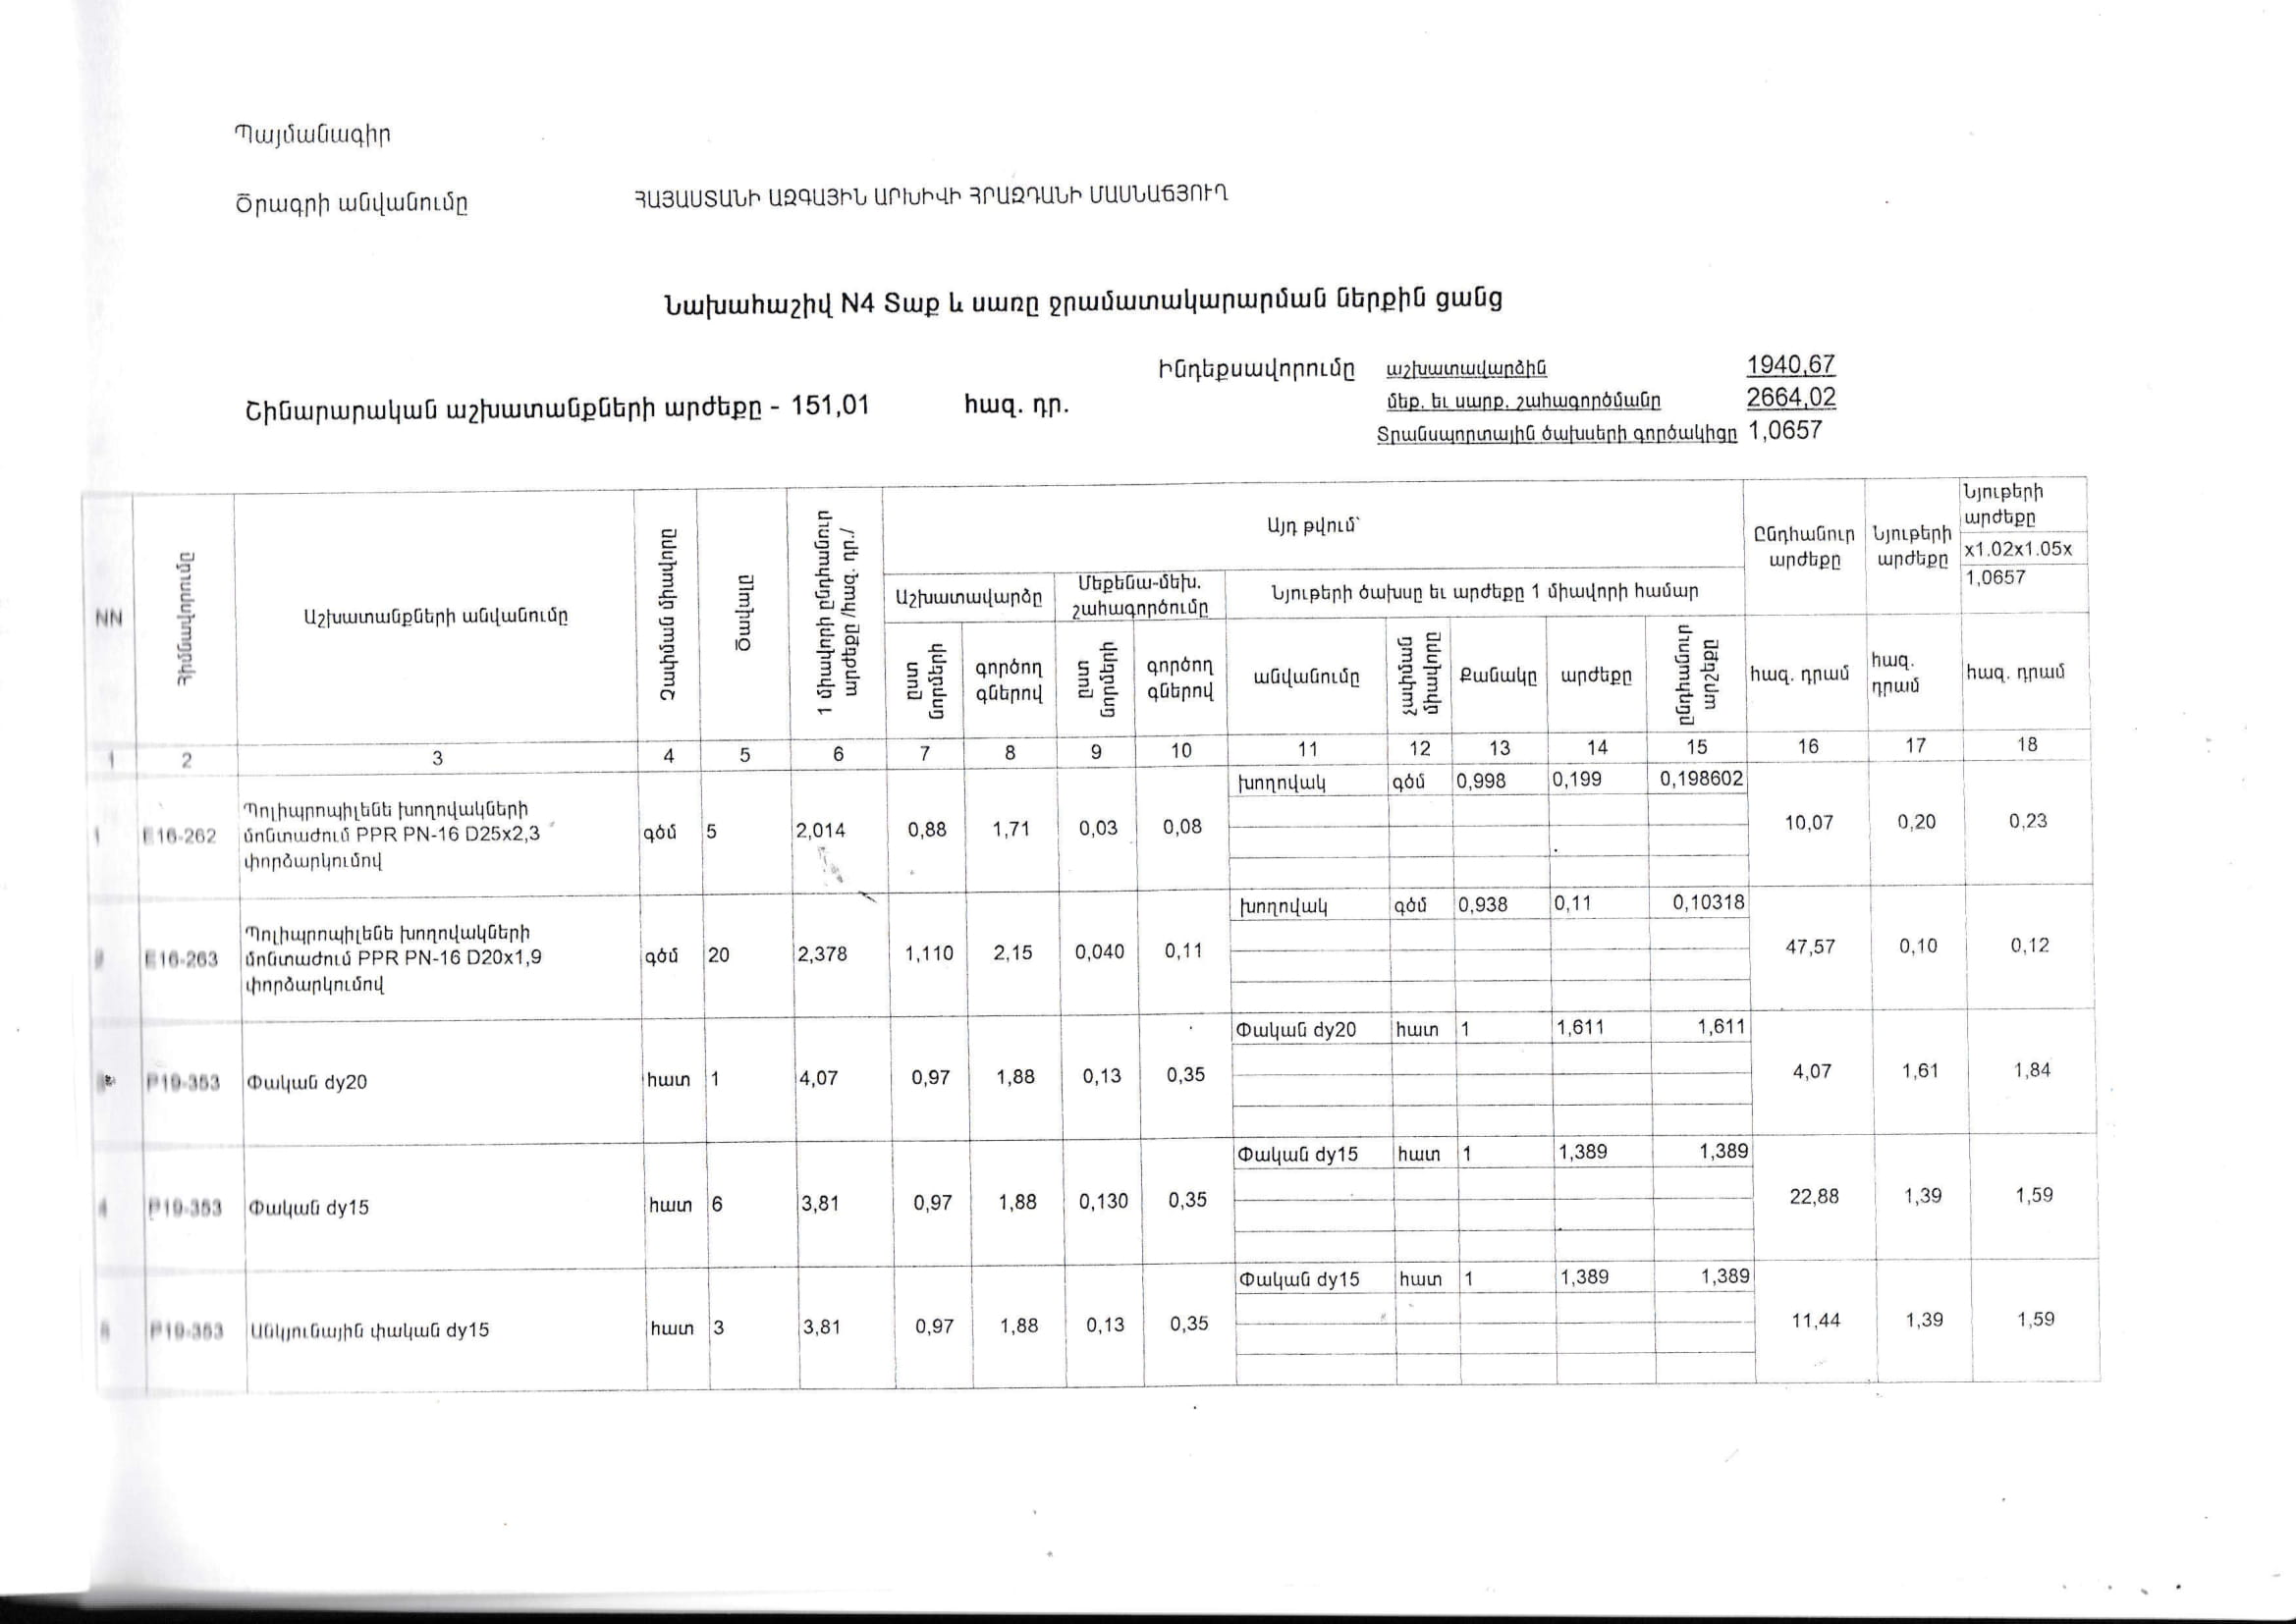 Պայմանագիր
Ծրագրի անվանումը ՀԱՅԱՍՏԱՆԻ ԱԶԳԱՅԻՆ ԱՐԽԻՎԻ ՀՐԱԶԴԱՆԻ ՄԱՍՆԱՃՅՈՒՂ
Նախահաշիվ N4 Տաք և սառը ջրամատակարարման ներքին ցանց
Ինդեքսավորումը աշխատավարձին 1940,67
Շինարարական աշխատանքների արժեքը - 151,01 հազ. դր. մեք. եւ սարք. շահագործմանը 2664,02
Տրանսպորտային ծախսերի գործակիցը 1,0657
NN
Հիմնավորումը
Աշխատանքների անվանումը
Չափման միավորը
Ծավալը
1 միավորի ընդհանուր
արժեքը /հազ. դր./
Այդ թվում՝
Աշխատավարձը
ըստ
նորմերի
գործող
գներով
Մեքենա-մեխ.
շահագործումը
ըստ
նորմերի
գործող
գներով
Նյութերի ծախսը եւ արժեքը 1 միավորի համար
անվանումը
չափման
միավորը
Քանակը
արժեքը
ընդհանուր
արժեքը
Ընդհանուր
արժեքը
հազ. դրամ
Նյութերի
արժեքը
հազ.
դրամ
Նյութերի
արժեքը
x1.02x1.05x
1,0657
հազ. դրամ
1 2 3 4 5 6 7 8 9 10 11 12 13 14 15 16 17 18
խողովակ գծմ 0,998 0,199 0,198602
Պոլիպրոպիլենե խողովակների
1 E16-262 մոնտաժում PPR PN-16 D25x2,3 գծմ 5 2,014 0,88 1,71 0,03 0,08 10,07 0,20 0,23
փորձարկումով
խողովակ գծմ 0,938 0,11 0,10318
Պոլիպրոպիլենե խողովակների
2 E16-263 մոնտաժում PPR PN-16 D20x1,9 գծմ 20 2,378 1,110 2,15 0,040 0,11 47,57 0,10 0,12
փորձարկումով
Փական dy20 հատ 1 1,611 1,611
P19-353 Փական dy20 հատ 1 4,07 0,97 1,88 0,13 0,35 4,07 1,61 1,84
Փական dy15 հատ 1 1,389 1,389
4 P19-353 Փական dy15 հատ 6 3,81 0,97 1,88 0,130 0,35 22,88 1,39 1,59
Փական dy15 հատ 1 1,389 1,389
5 P19-353 Անկյունային փական dy15 հատ 3 3,81 0,97 1,88 0,13 0,35 11,44 1,39 1,59